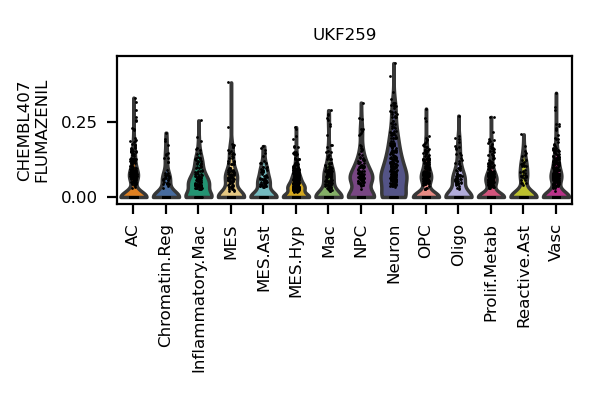 UKF259
CHEMBL407
FLUMAZENIL
0.25
0.00
AC
Chromatin.Reg
Inflammatory.Mac
MES
MES.Ast
MES.Hyp
Mac
NPC
Neuron
OPC
Oligo
Prolif.Metab
Reactive.Ast
Vasc